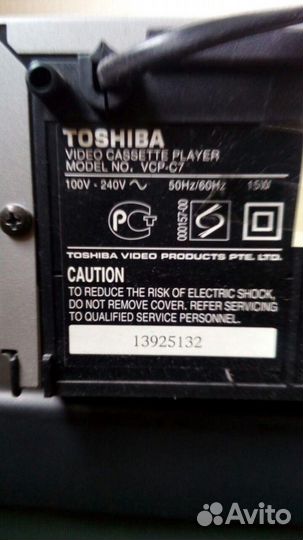 TOSHIBA
VIDEO CASSETTE PLAYER
MODEL NO. VCP-C7
100V - 240V ~ 50Hz/60Hz 15W
PCT 000157-00 S
TOSHIBA VIDEO PRODUCTS PTE. LTD.
CAUTION
TO REDUCE THE RISK OF ELECTRIC SHOCK,
DO NOT REMOVE COVER. REFER SERVICING
TO QUALIFIED SERVICE PERSONNEL.
13925132
Avito